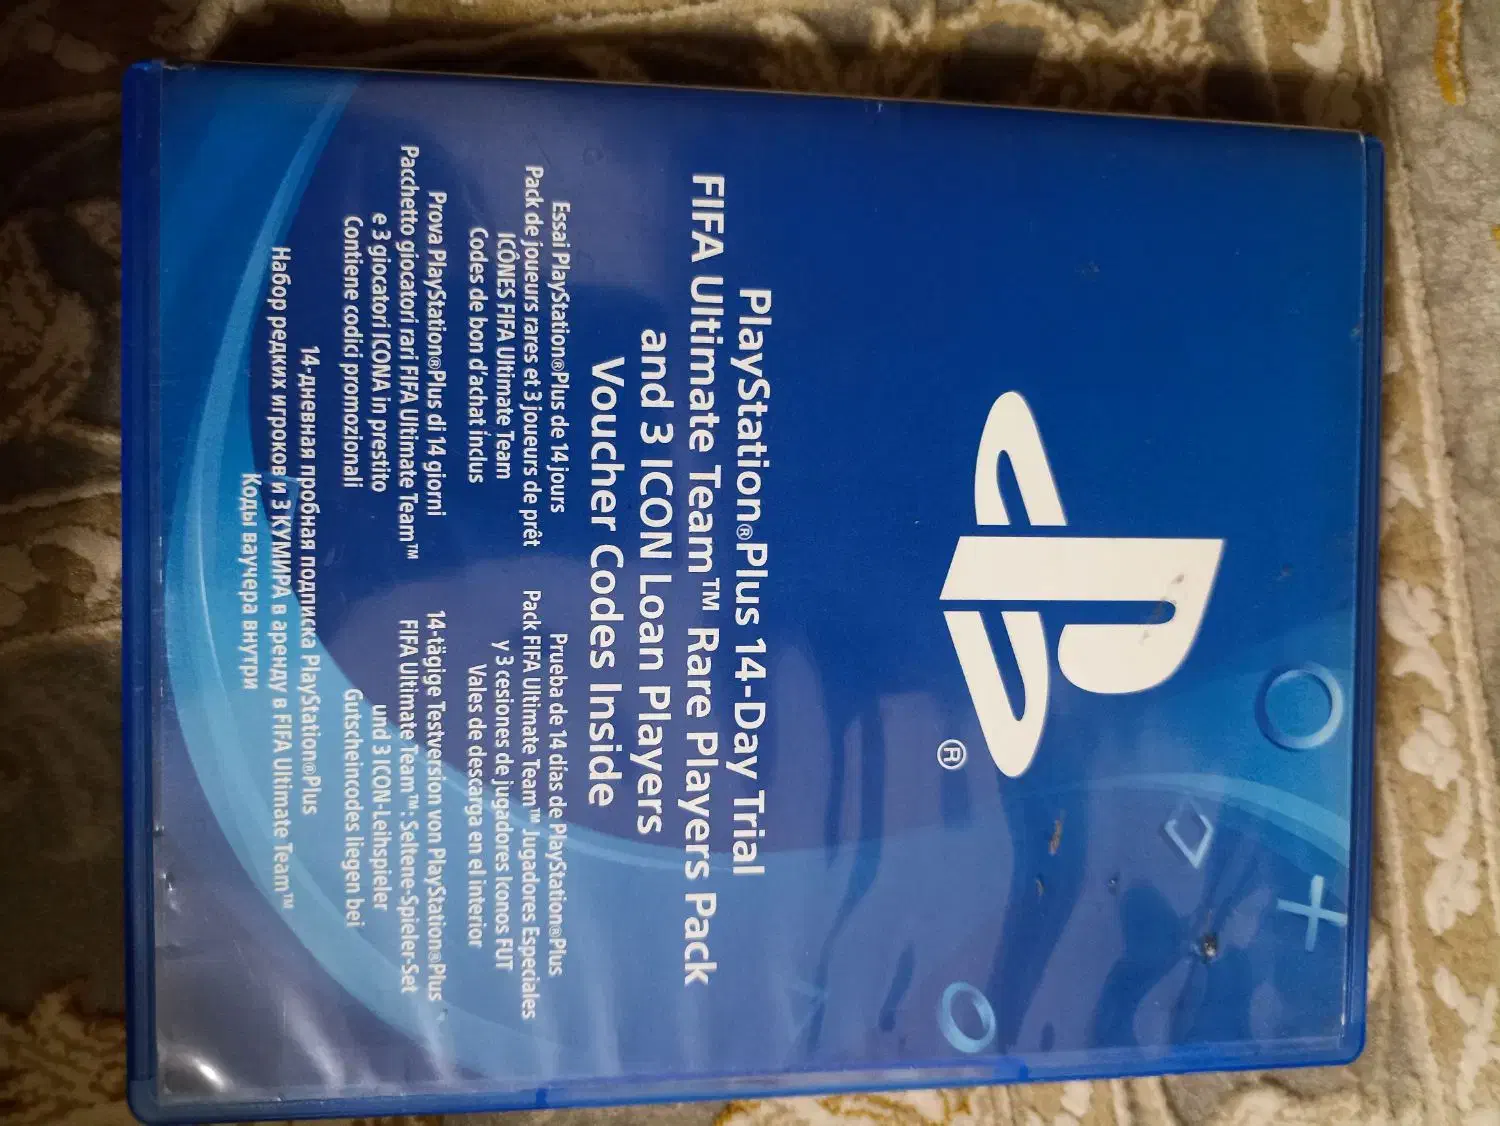 ®
PlayStation®Plus 14-Day Trial
FIFA Ultimate Team™ Rare Players Pack
and 3 ICON Loan Players
Voucher Codes Inside
Essai PlayStation®Plus de 14 jours
Pack de joueurs rares et 3 joueurs de prêt
ICÔNES FIFA Ultimate Team
Codes de bon d'achat inclus
Prueba de 14 días de PlayStation®Plus
Pack FIFA Ultimate Team™ Jugadores Especiales
y 3 cesiones de jugadores Iconos FUT
Vales de descarga en el interior
Prova PlayStation®Plus di 14 giorni
Pacchetto giocatori rari FIFA Ultimate Team™
e 3 giocatori ICONA in prestito
Contiene codici promozionali
14-tägige Testversion von PlayStation®Plus
FIFA Ultimate Team™: Seltene-Spieler-Set
und 3 ICON-Leihspieler
Gutscheincodes liegen bei
14-дневная пробная подписка PlayStation®Plus
Набор редких игроков и 3 КУМИРА в аренду в FIFA Ultimate Team™
Коды ваучера внутри